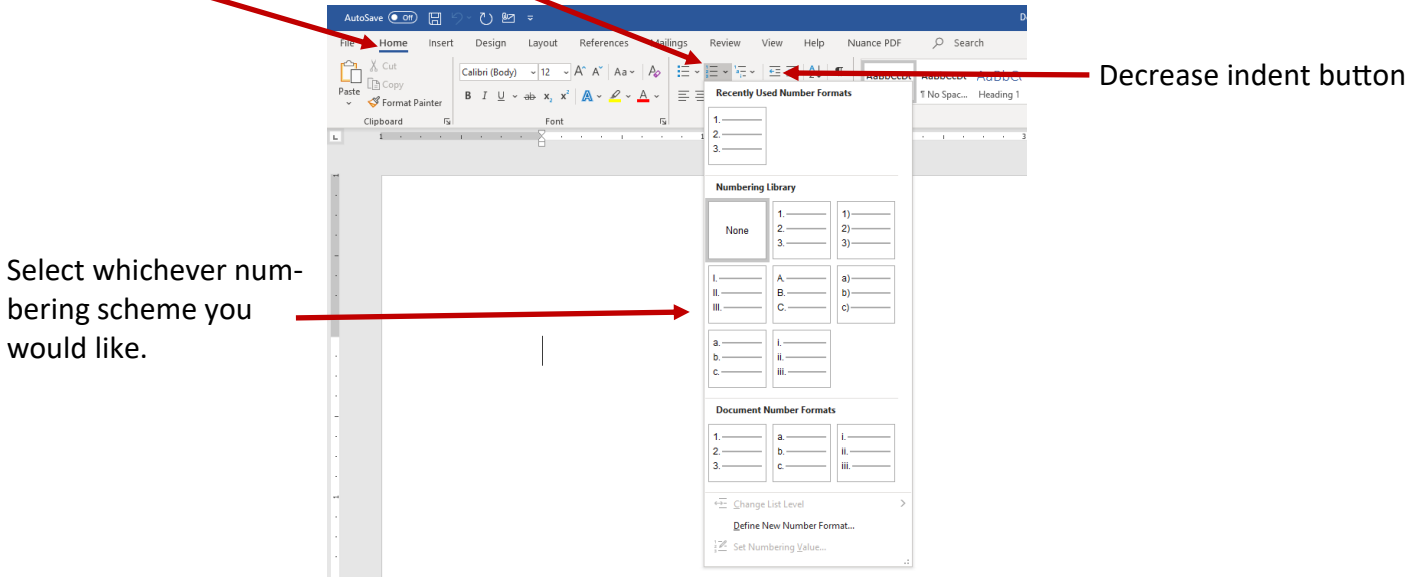 AutoSave Off
File Home Insert Design Layout References Mailings Review View Help Nuance PDF Search
Cut
Copy
Paste
Format Painter
Calibri (Body) 12
Clipboard
Font
AaBbCcDc AaBbCcDc
¶ No Spac... Heading 1
Decrease indent button
Recently Used Number Formats
1.
2.
3.
Numbering Library
None
1.
2.
3.
1)
2)
3)
I.
II.
III.
A.
B.
C.
a)
b)
c)
a.
b.
c.
i.
ii.
iii.
Document Number Formats
1.
2.
3.
a.
b.
c.
i.
ii.
iii.
Change List Level
Define New Number Format...
Set Numbering Value...
Select whichever num-
bering scheme you
would like.